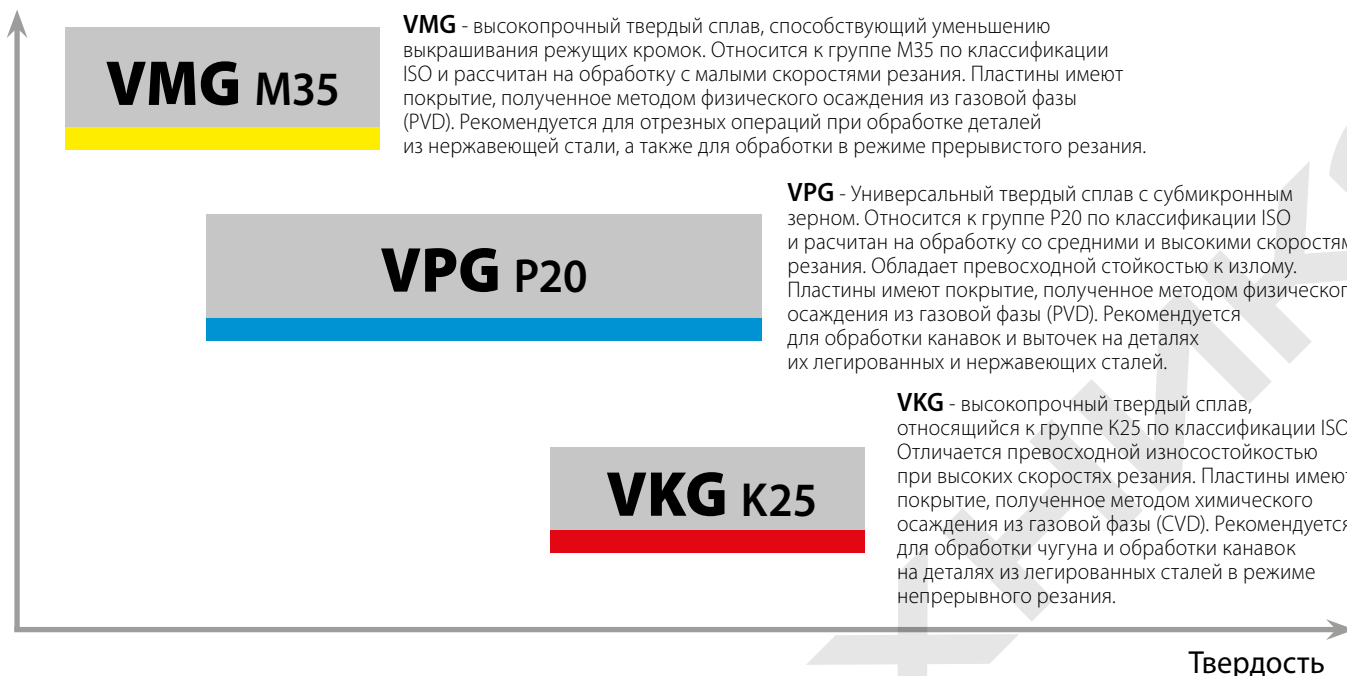 VMG - высокопрочный твердый сплав, способствующий уменьшению
выкрашивания режущих кромок. Относится к группе M35 по классификации
ISO и рассчитан на обработку с малыми скоростями резания. Пластины имеют
покрытие, полученное методом физического осаждения из газовой фазы
(PVD). Рекомендуется для отрезных операций при обработке деталей
из нержавеющей стали, а также для обработки в режиме прерывистого резания.
VMG M35
VPG - Универсальный твердый сплав с субмикронным
зерном. Относится к группе P20 по классификации ISO
и расчитан на обработку со средними и высокими скоростям
резания. Обладает превосходной стойкостью к излому.
Пластины имеют покрытие, полученное методом физическог
осаждения из газовой фазы (PVD). Рекомендуется
для обработки канавок и выточек на деталях
их легированных и нержавеющих сталей.
VPG P20
VKG - высокопрочный твердый сплав,
относящийся к группе K25 по классификации ISO
Отличается превосходной износостойкостью
при высоких скоростях резания. Пластины имеют
покрытие, полученное методом химического
осаждения из газовой фазы (CVD). Рекомендуется
для обработки чугуна и обработки канавок
на деталях из легированных сталей в режиме
непрерывного резания.
VKG K25
Твердость